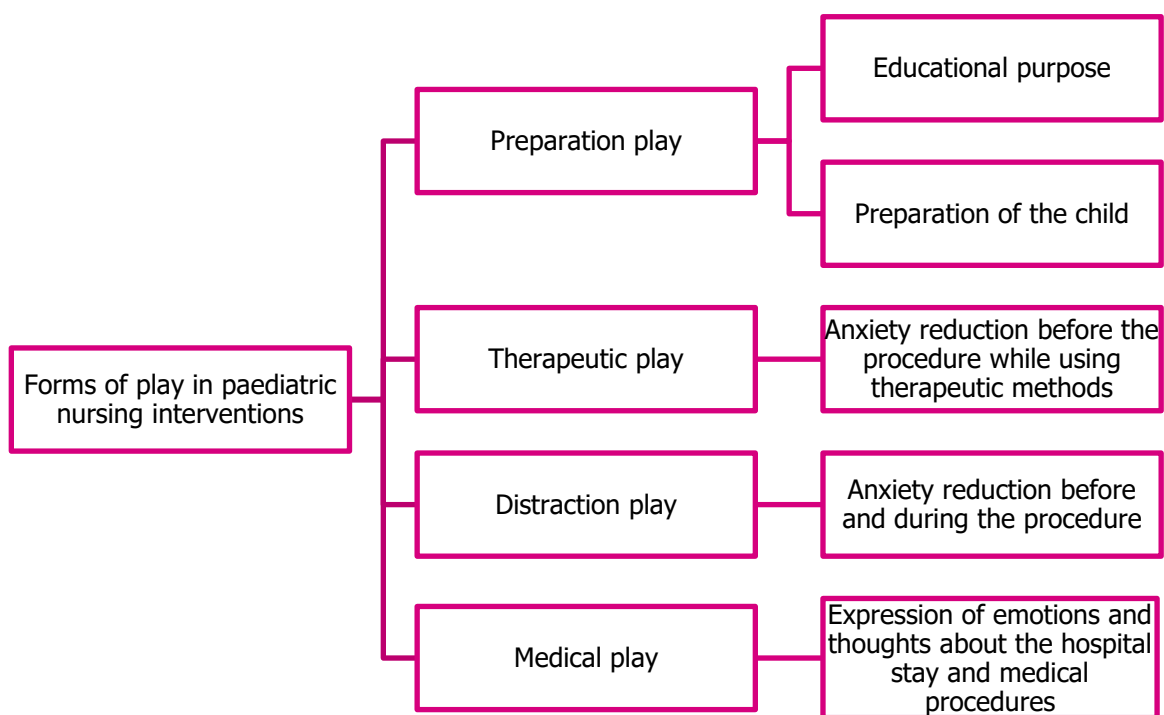 Forms of play in paediatric
nursing interventions
Preparation play
Educational purpose
Preparation of the child
Therapeutic play
Anxiety reduction before the
procedure while using
therapeutic methods
Distraction play
Anxiety reduction before
and during the procedure
Medical play
Expression of emotions and
thoughts about the hospital
stay and medical
procedures